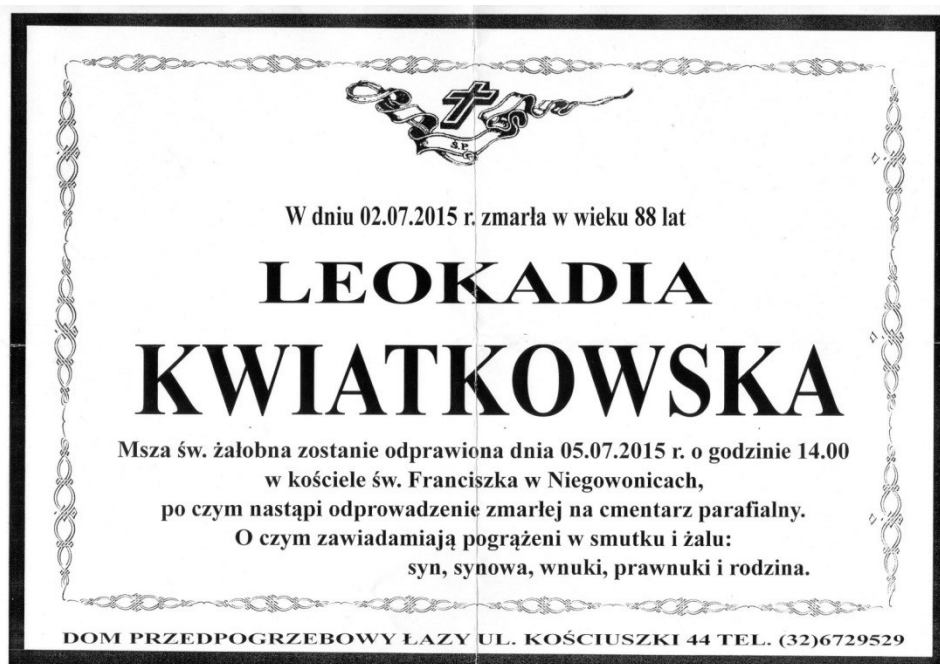 Ś.P.
W dniu 02.07.2015 r. zmarła w wieku 88 lat
LEOKADIA
KWIATKOWSKA
Msza św. żałobna zostanie odprawiona dnia 05.07.2015 r. o godzinie 14.00
w kościele św. Franciszka w Niegowonicach,
po czym nastąpi odprowadzenie zmarłej na cmentarz parafialny.
O czym zawiadamiają pogrążeni w smutku i żalu:
syn, synowa, wnuki, prawnuki i rodzina.
DOM PRZEDPOGRZEBOWY ŁAZY UL. KOŚCIUSZKI 44 TEL. (32)6729529